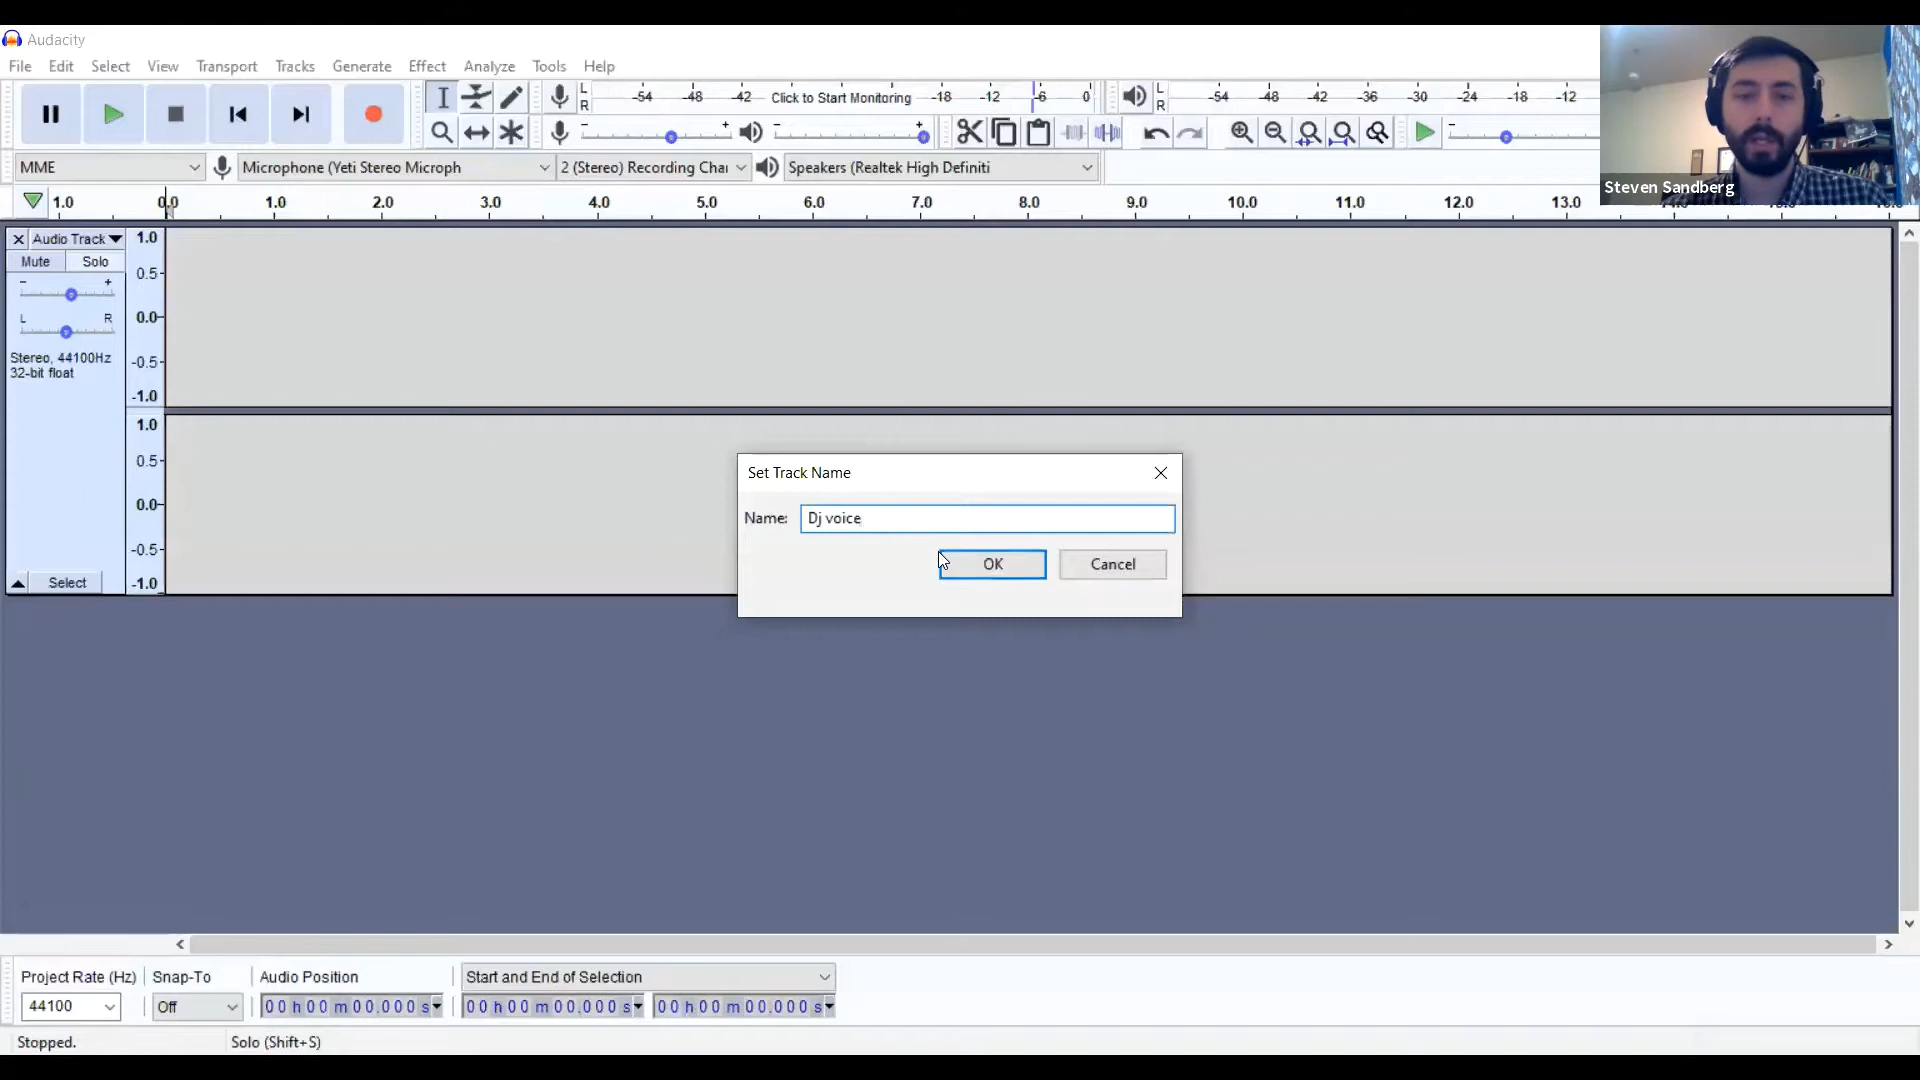 Audacity
File Edit Select View Transport Tracks Generate Effect Analyze Tools Help
L R -54 -48 -42 Click to Start Monitoring -18 -12 -6 0 L R -54 -48 -42 -36 -30 -24 -18 -12
- + - +
MME Microphone (Yeti Stereo Microph 2 (Stereo) Recording Chai Speakers (Realtek High Definiti
Steven Sandberg
1.0 0.0 1.0 2.0 3.0 4.0 5.0 6.0 7.0 8.0 9.0 10.0 11.0 12.0 13.0
Audio Track 1.0
Mute Solo
- + 0.5
L R 0.0
Stereo, 44100Hz -0.5
32-bit float
-1.0
1.0
0.5
Set Track Name
0.0
Name: Dj voice
-0.5
OK Cancel
Select -1.0
Project Rate (Hz) Snap-To Audio Position Start and End of Selection
44100 Off 00 h 00 m 00.000 s 00 h 00 m 00.000 s 00 h 00 m 00.000 s
Stopped. Solo (Shift+S)